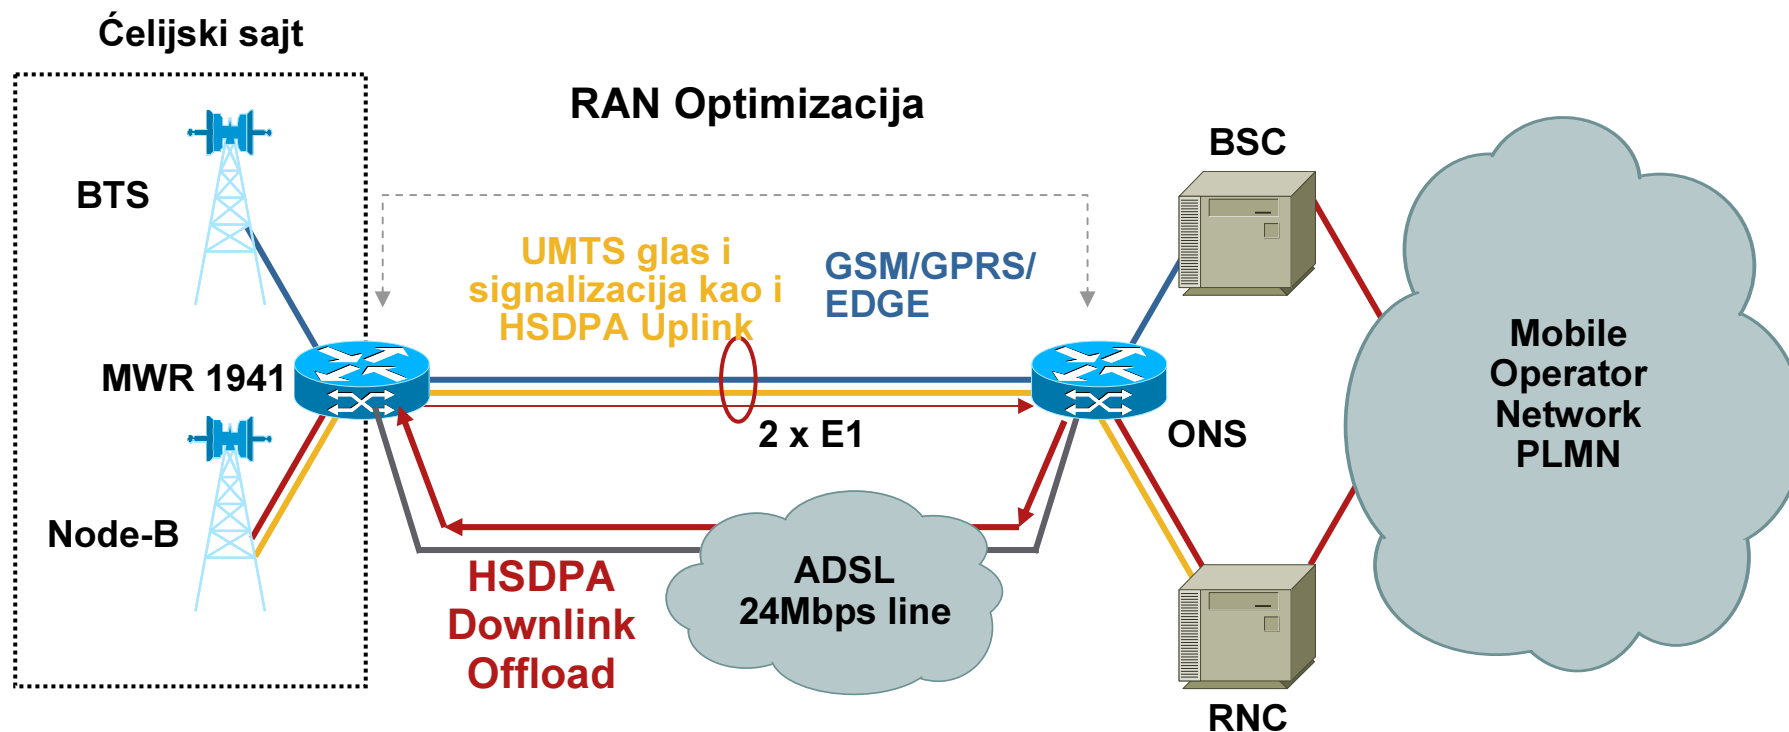 Ćelijski sajt
RAN Optimizacija
BTS
UMTS glas i
signalizacija kao i
HSDPA Uplink
GSM/GPRS/
EDGE
BSC
MWR 1941
2 x E1
ONS
Mobile
Operator
Network
PLMN
Node-B
HSDPA
Downlink
Offload
ADSL
24Mbps line
RNC